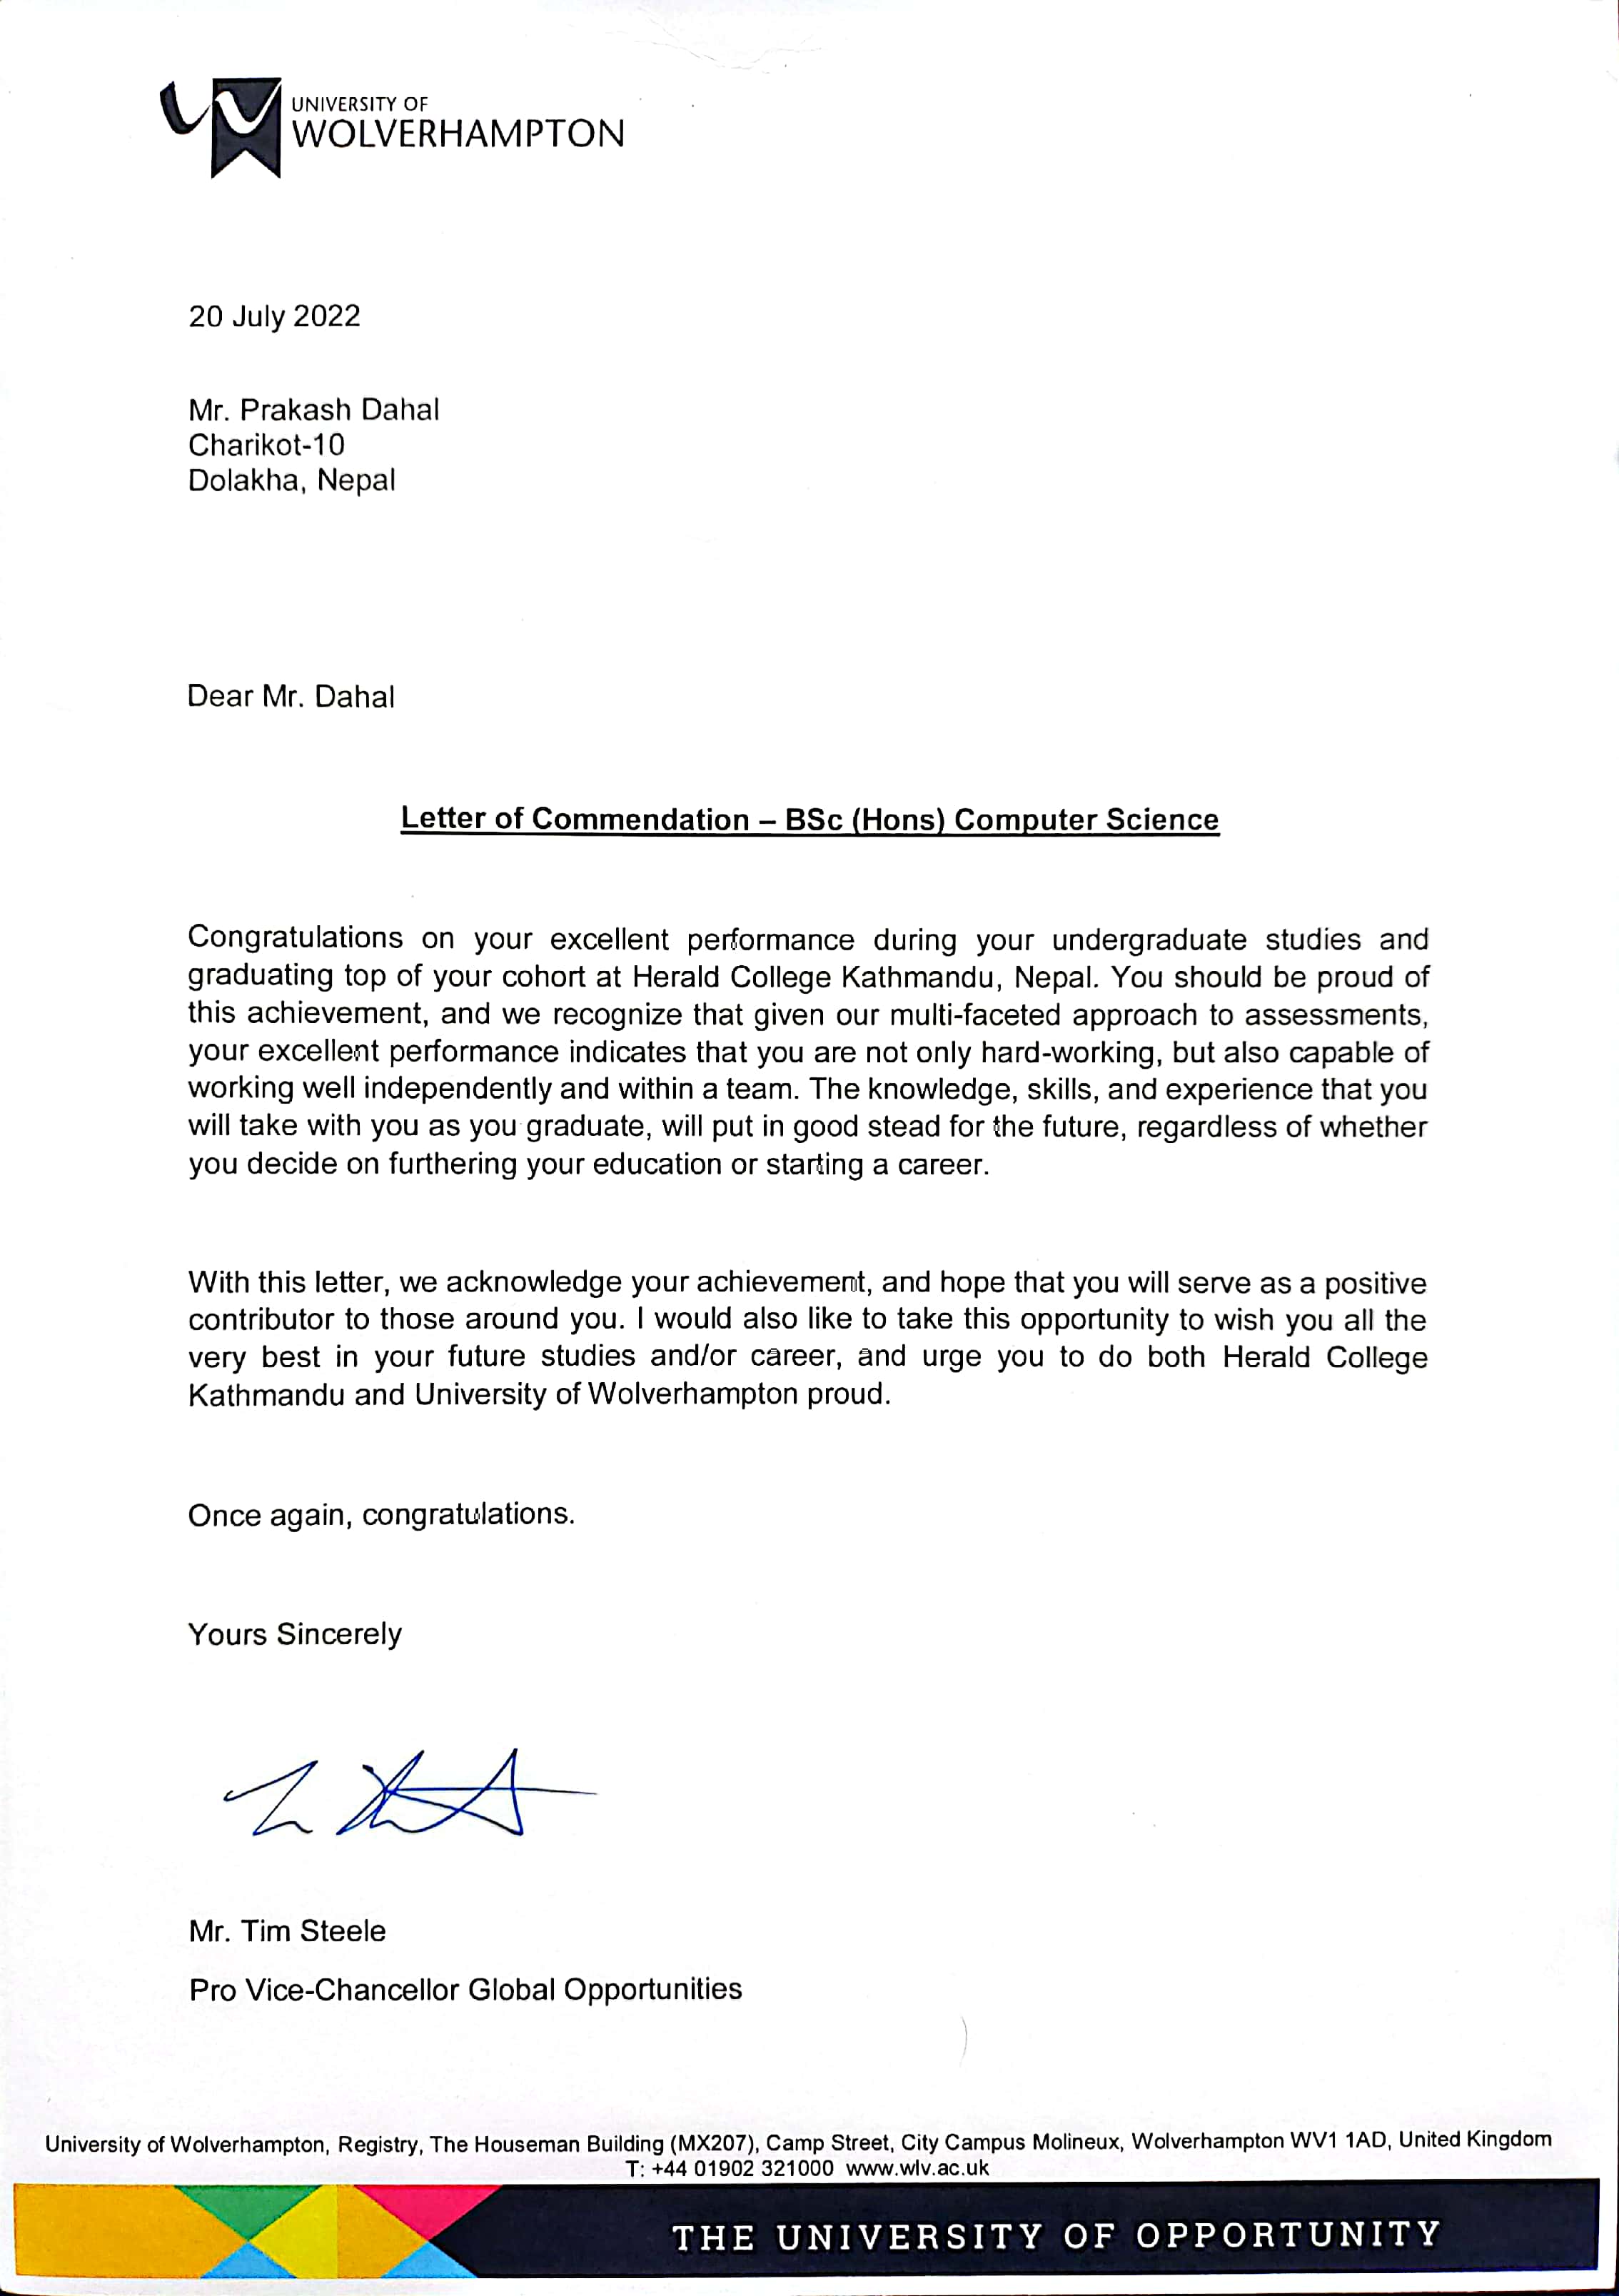 UNIVERSITY OF
WOLVERHAMPTON
20 July 2022
Mr. Prakash Dahal
Charikot-10
Dolakha, Nepal
Dear Mr. Dahal
Letter of Commendation – BSc (Hons) Computer Science
Congratulations on your excellent performance during your undergraduate studies and
graduating top of your cohort at Herald College Kathmandu, Nepal. You should be proud of
this achievement, and we recognize that given our multi-faceted approach to assessments,
your excellent performance indicates that you are not only hard-working, but also capable of
working well independently and within a team. The knowledge, skills, and experience that you
will take with you as you graduate, will put in good stead for the future, regardless of whether
you decide on furthering your education or starting a career.
With this letter, we acknowledge your achievement, and hope that you will serve as a positive
contributor to those around you. I would also like to take this opportunity to wish you all the
very best in your future studies and/or career, and urge you to do both Herald College
Kathmandu and University of Wolverhampton proud.
Once again, congratulations.
Yours Sincerely
Mr. Tim Steele
Pro Vice-Chancellor Global Opportunities
University of Wolverhampton, Registry, The Houseman Building (MX207), Camp Street, City Campus Molineux, Wolverhampton WV1 1AD, United Kingdom
T: +44 01902 321000 www.wlv.ac.uk
THE UNIVERSITY OF OPPORTUNITY